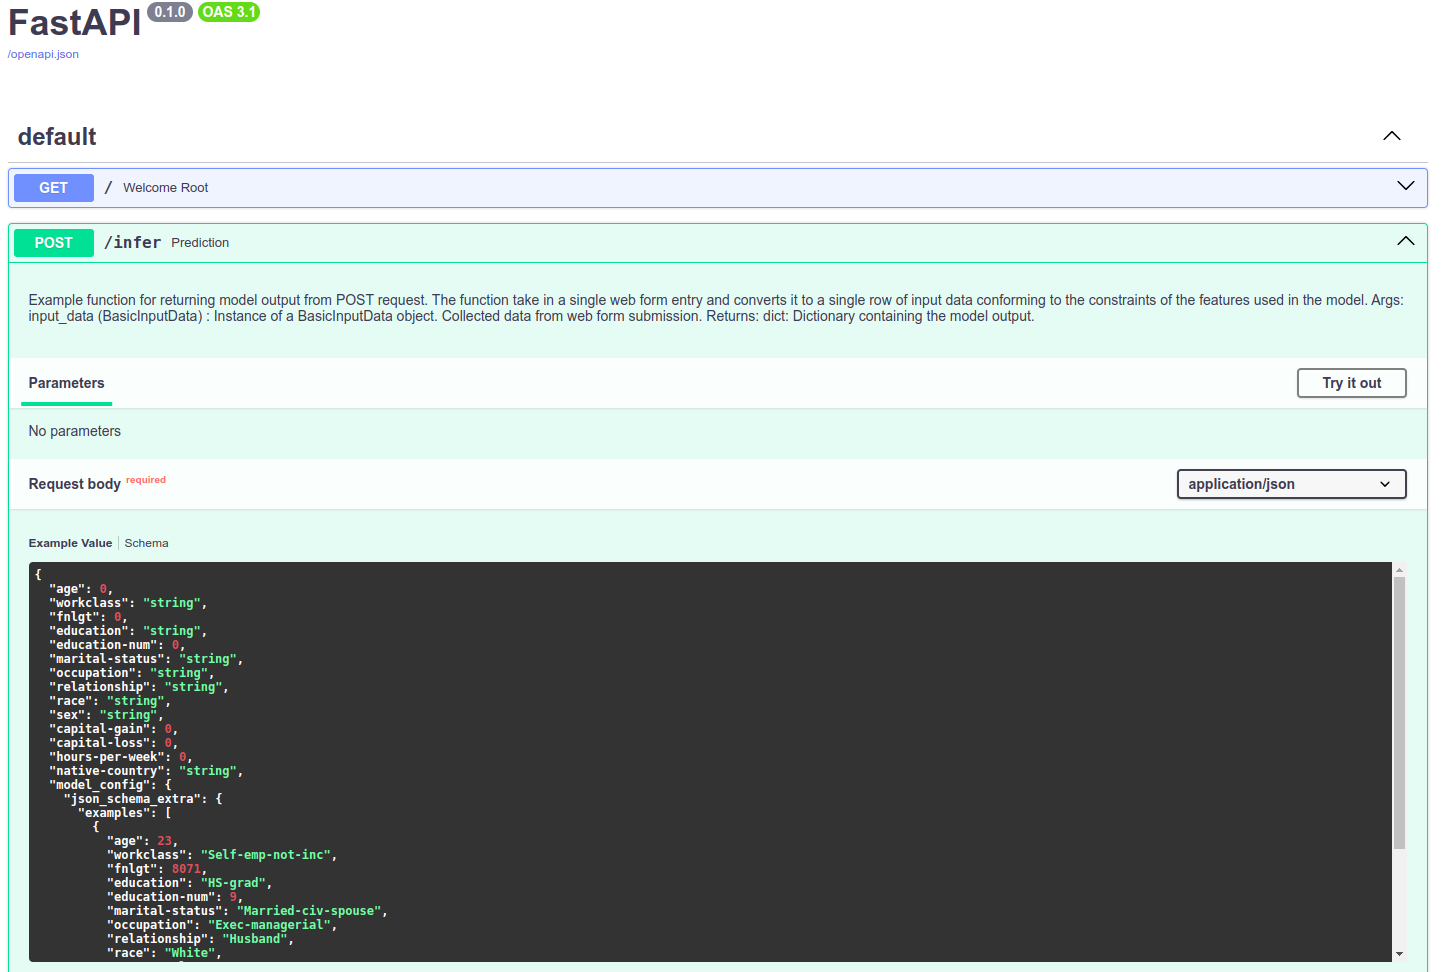 FastAPI 0.1.0 OAS 3.1
/openapi.json
default
GET / Welcome Root
POST /infer Prediction
Example function for returning model output from POST request. The function take in a single web form entry and converts it to a single row of input data conforming to the constraints of the features used in the model. Args:
input_data (BasicInputData) : Instance of a BasicInputData object. Collected data from web form submission. Returns: dict: Dictionary containing the model output.
Parameters
Try it out
No parameters
Request body required
application/json
Example Value Schema
{
"age": 0,
"workclass": "string",
"fnlgt": 0,
"education": "string",
"education-num": 0,
"marital-status": "string",
"occupation": "string",
"relationship": "string",
"race": "string",
"sex": "string",
"capital-gain": 0,
"capital-loss": 0,
"hours-per-week": 0,
"native-country": "string",
"model_config": {
"json_schema_extra": {
"examples": [
{
"age": 23,
"workclass": "Self-emp-not-inc",
"fnlgt": 8071,
"education": "HS-grad",
"education-num": 9,
"marital-status": "Married-civ-spouse",
"occupation": "Exec-managerial",
"relationship": "Husband",
"race": "White",